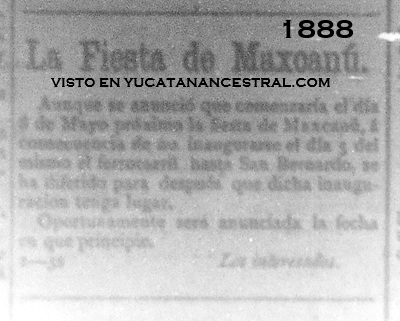 1888
La Fiesta de Maxcanú.
VISTO EN YUCATANANCESTRAL.COM
Aunque se anunció que comenzaría el día
6 de Mayo próximo la fiesta de Maxcanú, á
consecuencia de no inaugurarse el día 5 del
mismo el ferrocarril hasta San Bernardo, se
ha diferido para después que dicha inaugu-
ración tenga lugar.
Oportunamente será anunciada la fecha
en que principie.
Los interesados.